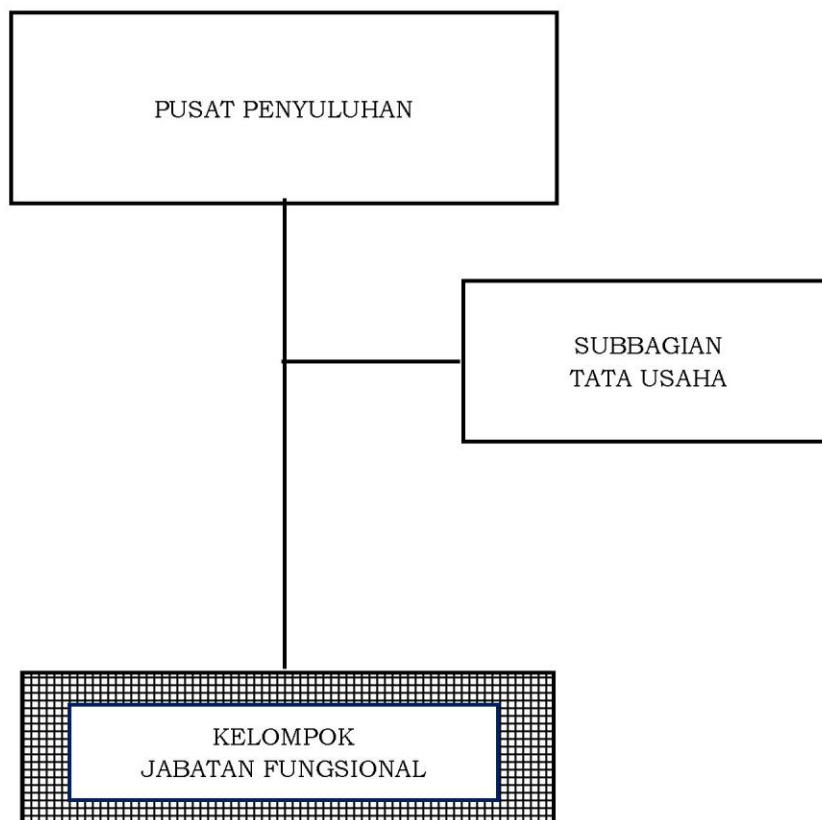 PUSAT PENYULUHAN
SUBBAGIAN
TATA USAHA
KELOMPOK
JABATAN FUNGSIONAL